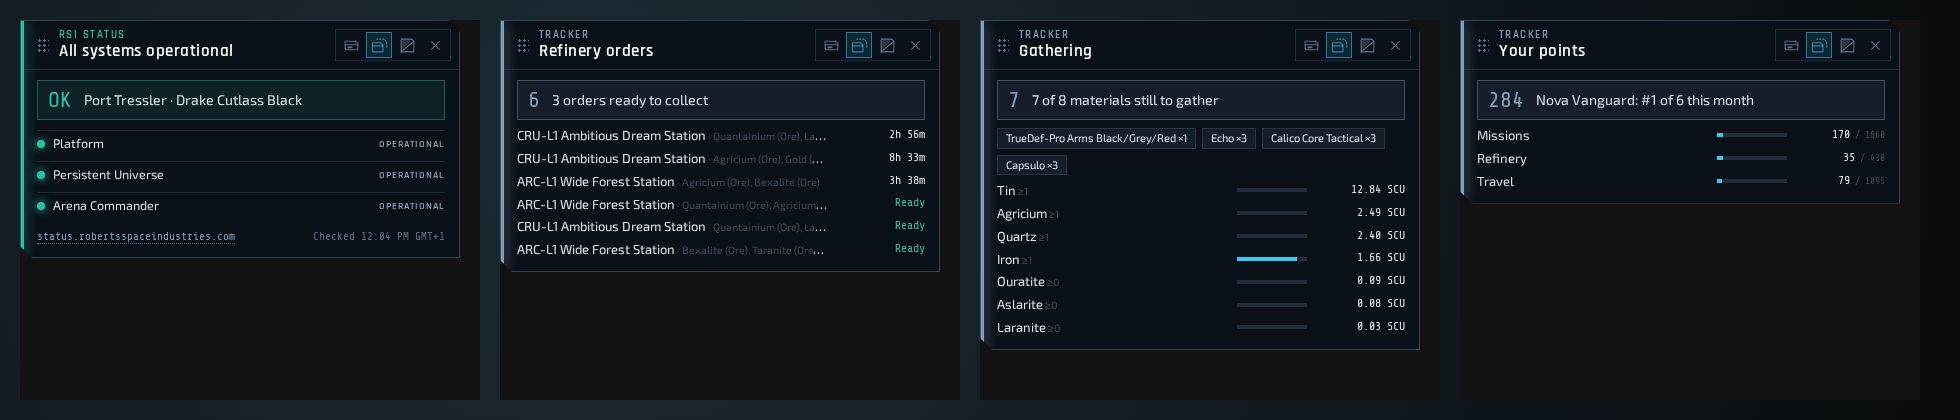 RSI STATUS
All systems operational
OK Port Tressler · Drake Cutlass Black
Platform OPERATIONAL
Persistent Universe OPERATIONAL
Arena Commander OPERATIONAL
status.robertsspaceindustries.com Checked 12:04 PM GMT+1
TRACKER
Refinery orders
6 3 orders ready to collect
CRU-L1 Ambitious Dream Station · Quantainium (Ore), La... 2h 56m
CRU-L1 Ambitious Dream Station · Agricium (Ore), Gold (... 8h 33m
ARC-L1 Wide Forest Station · Agricium (Ore), Bexalite (Ore) 3h 38m
ARC-L1 Wide Forest Station · Quantainium (Ore), Agricium... Ready
CRU-L1 Ambitious Dream Station · Quantainium (Ore), La... Ready
ARC-L1 Wide Forest Station · Bexalite (Ore), Taranite (Ore... Ready
TRACKER
Gathering
7 7 of 8 materials still to gather
TrueDef-Pro Arms Black/Grey/Red ×1 Echo ×3 Calico Core Tactical ×3
Capsulo ×3
Tin ≥1 12.84 SCU
Agricium ≥1 2.49 SCU
Quartz ≥1 2.40 SCU
Iron ≥1 1.66 SCU
Ouratite ≥0 0.09 SCU
Aslarite ≥0 0.08 SCU
Laranite ≥0 0.03 SCU
TRACKER
Your points
284 Nova Vanguard: #1 of 6 this month
Missions 170 / 1860
Refinery 35 / 430
Travel 79 / 1095